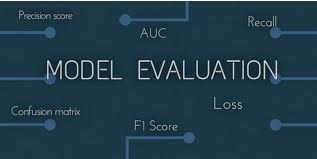 Precision score
AUC
Recall
MODEL EVALUATION
Loss
Confusion matrix
F1 Score